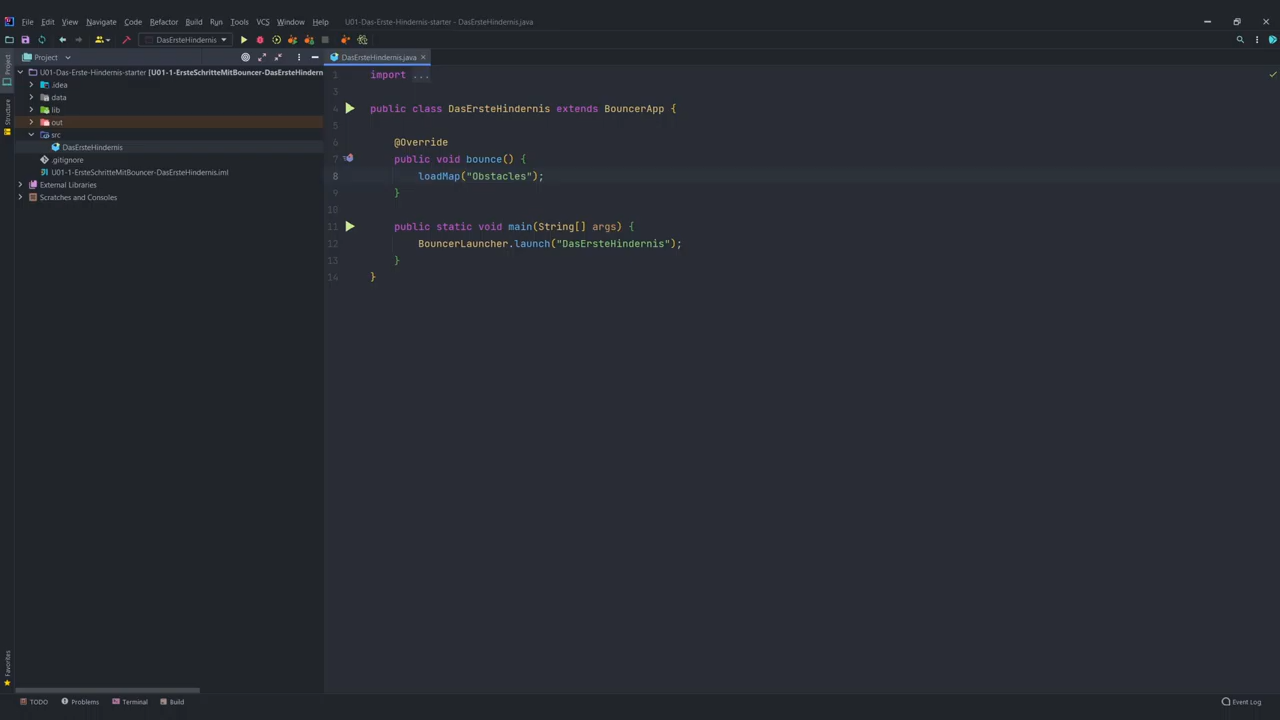 File Edit View Navigate Code Refactor Build Run Tools VCS Window Help U01-Das-Erste-Hindernis-starter - DasErsteHindernis.java
DasErsteHindernis
Project
DasErsteHindernis.java
Project
U01-Das-Erste-Hindernis-starter [U01-1-ErsteSchritteMitBouncer-DasErsteHindern
.idea
data
lib
out
src
DasErsteHindernis
.gitignore
U01-1-ErsteSchritteMitBouncer-DasErsteHindernis.iml
External Libraries
Scratches and Consoles
Structure
Favorites
1 import ...
3
4 public class DasErsteHindernis extends BouncerApp {
5
6 @Override
7 public void bounce() {
8 loadMap("Obstacles");
9 }
10
11 public static void main(String[] args) {
12 BouncerLauncher.launch("DasErsteHindernis");
13 }
14 }
TODO Problems Terminal Build Event Log